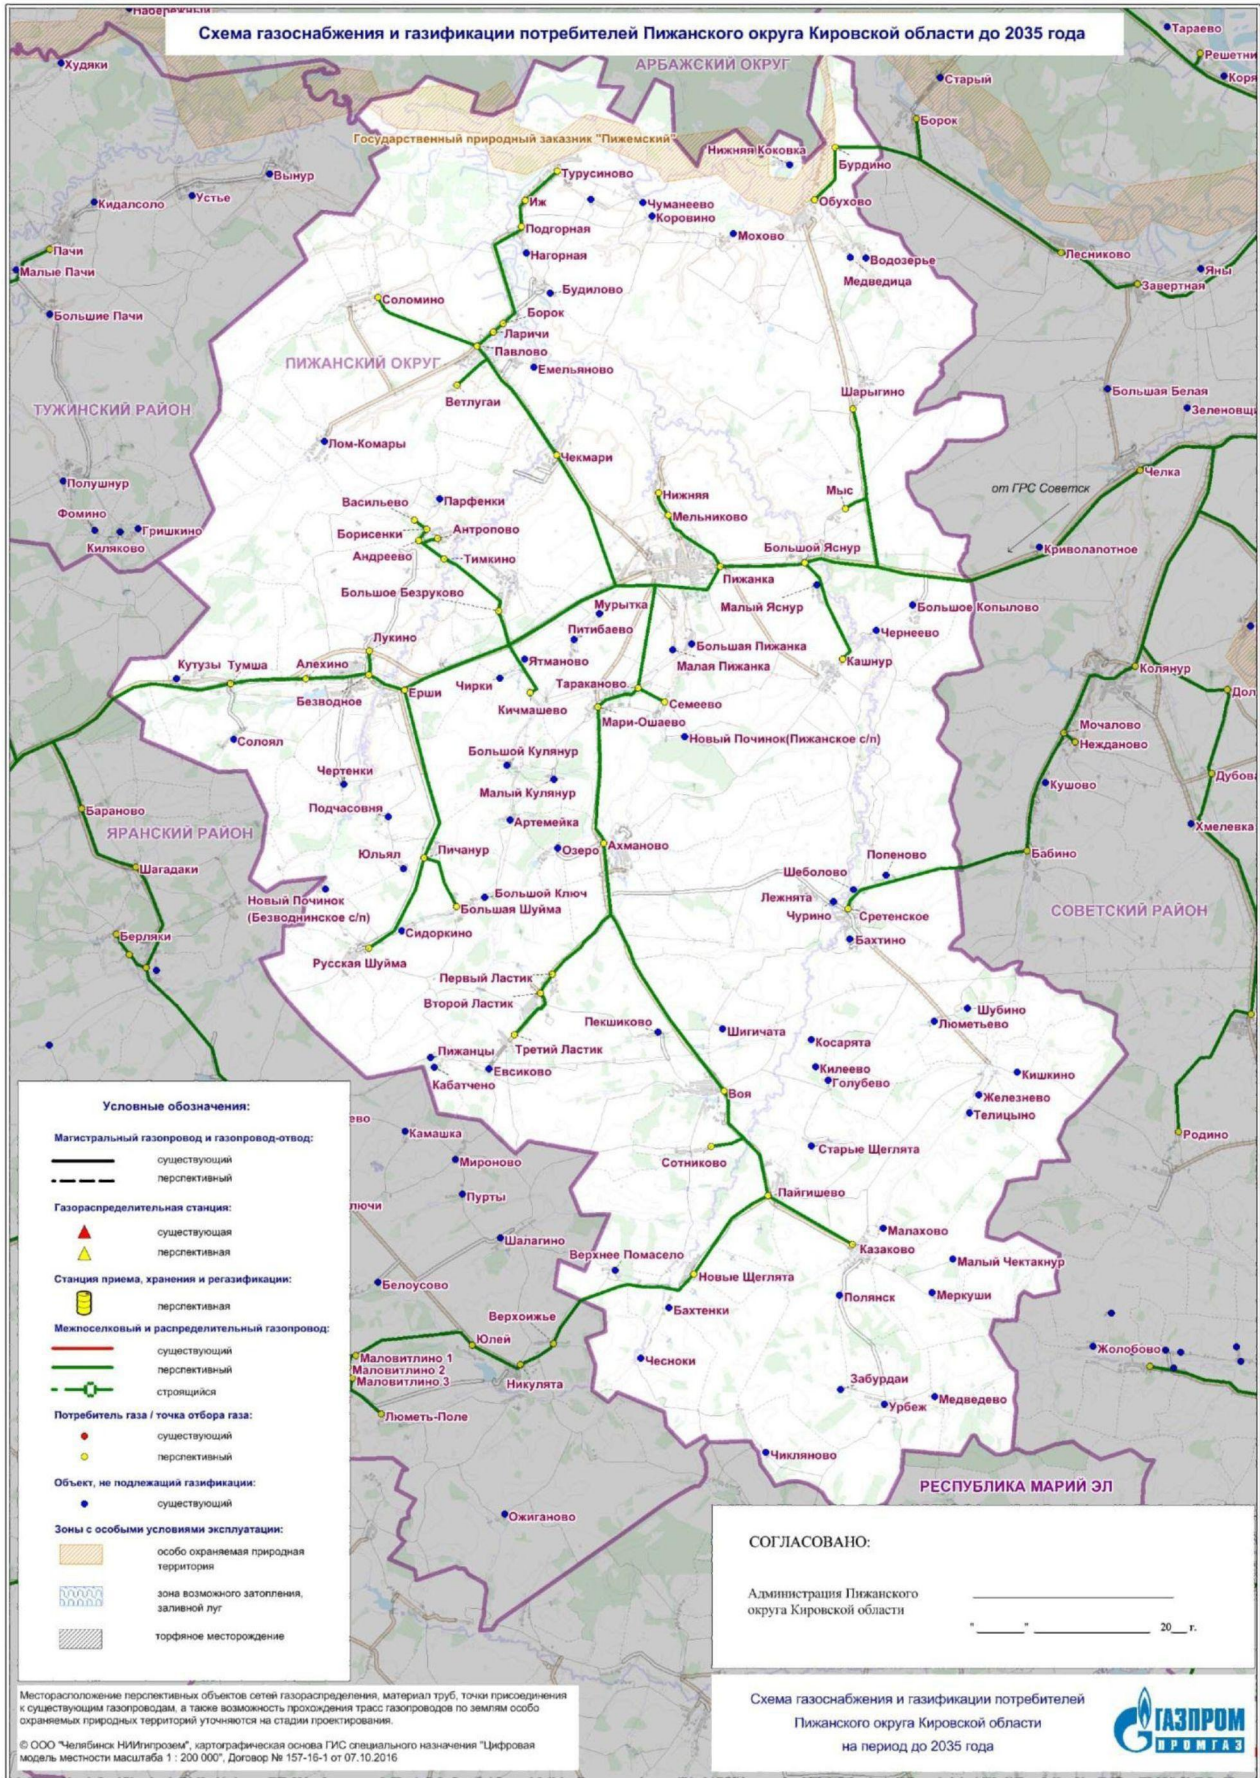 Набережный
Схема газоснабжения и газификации потребителей Пижанского округа Кировской области до 2035 года
Тараево
Решетни
Коря
Худяки
АРБАЖСКИЙ ОКРУГ
Старый
Борок
Государственный природный заказник "Пижемский"
Нижняя Коковка
Бурдино
Вынур
Турусиново
Кидалсоло
Устье
Иж
Чуманеево
Коровино
Обухово
Подгорная
Мохово
Пачи
Нагорная
Водозерье
Лесниково
Малые Пачи
Медведица
Яны
Завертная
Будилово
Соломино
Большие Пачи
Борок
Ларичи
Павлово
ПИЖАНСКИЙ ОКРУГ
Емельяново
Ветлугаи
Шарыгино
Большая Белая
ТУЖИНСКИЙ РАЙОН
Зеленовщи
Лом-Комары
Чекмари
Челка
Полушнур
Васильево
Парфенки
Нижняя
Мыс
от ГРС Советск
Фомино
Мельниково
Гришкино
Борисенки
Антропово
Киляково
Андреево
Тимкино
Большой Яснур
Криволапотное
Пижанка
Большое Безруково
Мурытка
Малый Яснур
Большое Копылово
Питибаево
Чернеево
Лукино
Большая Пижанка
Ятманово
Малая Пижанка
Кашнур
Кутузы
Тумша
Алехино
Колянур
Чирки
Тараканово
Безводное
Ерши
Дол
Кичмашево
Семеево
Мари-Ошаево
Мочалово
Солоял
Новый Починок(Пижанское с/п)
Нежданово
Большой Кулянур
Чертенки
Малый Кулянур
Кушово
Дубова
Подчасовня
Бараново
Артемейка
ЯРАНСКИЙ РАЙОН
Хмелевка
Юльял
Пичанур
Озеро
Ахманово
Бабино
Шагадаки
Шеболово
Попеново
Новый Починок
(Безводнинское с/п)
Большой Ключ
Лежнята
Большая Шуйма
Чурино
Сретенское
СОВЕТСКИЙ РАЙОН
Берляки
Сидоркино
Бахтино
Русская Шуйма
Первый Ластик
Второй Ластик
Шубино
Пекшиково
Шигичата
Люметьево
Третий Ластик
Косарята
Пижанцы
Евсиково
Килеево
Голубево
Кишкино
Кабатчено
Воя
Железнево
Телицыно
ево
Камашка
Родино
Сотниково
Старые Щеглята
Мироново
Пурты
Пайгишево
лючи
Малахово
Шалагино
Казаково
Верхнее Помасело
Малый Чектакнур
Белоусово
Новые Щеглята
Полянск
Меркуши
Бахтенки
Верхоижье
Юлей
Жолобово
Маловитлино 1
Маловитлино 2
Маловитлино 3
Чесноки
Никулята
Забурдаи
Люметь-Поле
Урбеж
Медведево
Чикляново
РЕСПУБЛИКА МАРИЙ ЭЛ
Ожиганово
Условные обозначения:
Магистральный газопровод и газопровод-отвод:
существующий
перспективный
Газораспределительная станция:
существующая
перспективная
Станция приема, хранения и регазификации:
перспективная
Межпоселковый и распределительный газопровод:
существующий
перспективный
строящийся
Потребитель газа / точка отбора газа:
существующий
перспективный
Объект, не подлежащий газификации:
существующий
Зоны с особыми условиями эксплуатации:
особо охраняемая природная
территория
зона возможного затопления,
заливной луг
торфяное месторождение
СОГЛАСОВАНО:
Администрация Пижанского
округа Кировской области
"_______" _________________ 20___ г.
Месторасположение перспективных объектов сетей газораспределения, материал труб, точки присоединения
к существующим газопроводам, а также возможность прохождения трасс газопроводов по землям особо
охраняемых природных территорий уточняются на стадии проектирования.
© ООО "Челябинск НИИгипрозем", картографическая основа ГИС специального назначения "Цифровая
модель местности масштаба 1 : 200 000", Договор № 157-16-1 от 07.10.2016
Схема газоснабжения и газификации потребителей
Пижанского округа Кировской области
на период до 2035 года
ГАЗПРОМ
ПРОМГАЗ